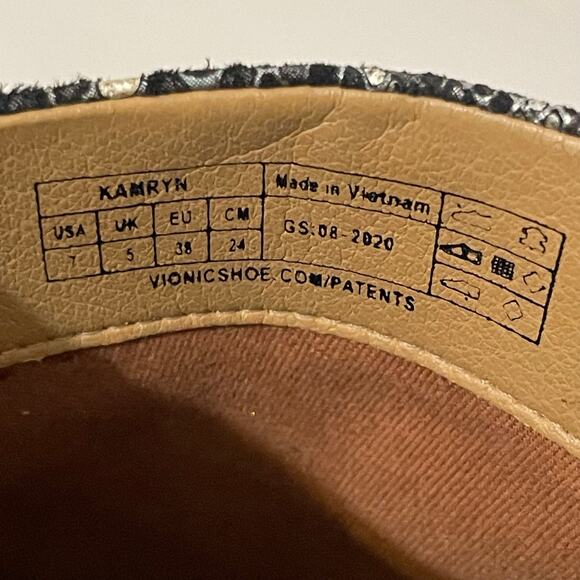 KAMRYN
USA UK EU CM
7 5 38 24
Made in Vietnam
GS:08-2020
VIONICSHOE.COM/PATENTS